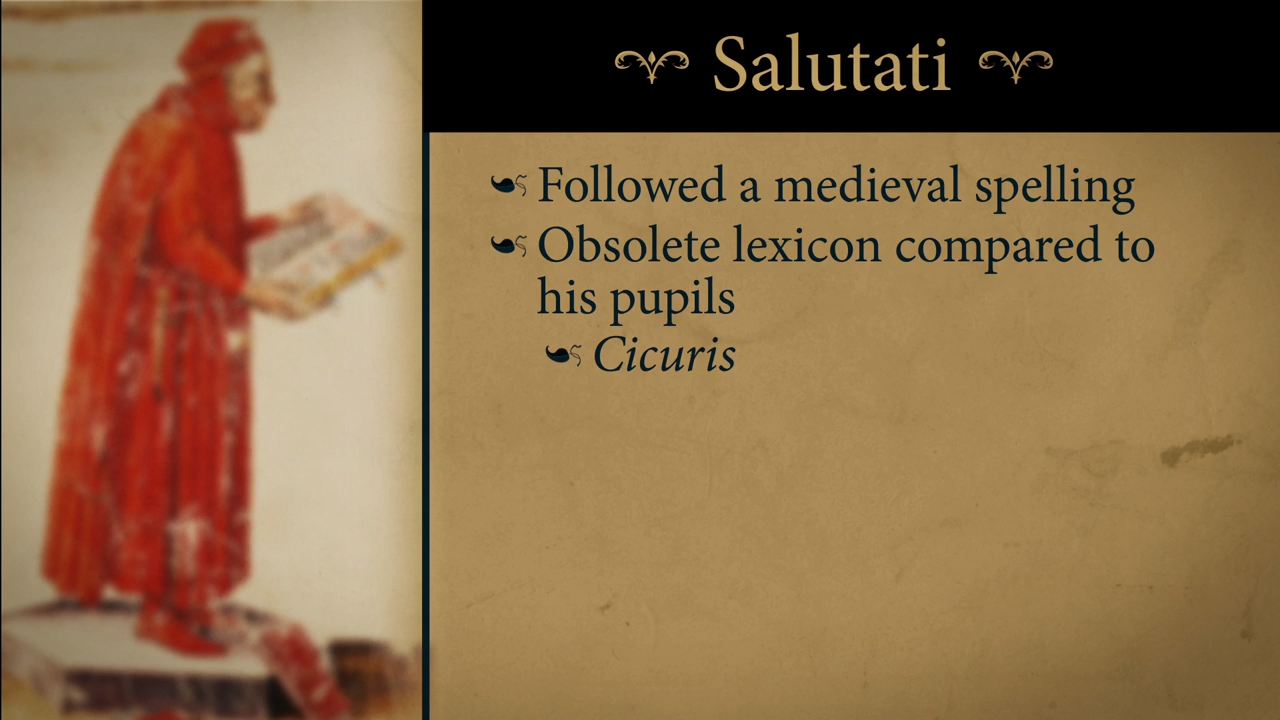 Salutati
Followed a medieval spelling
Obsolete lexicon compared to
his pupils
Cicuris